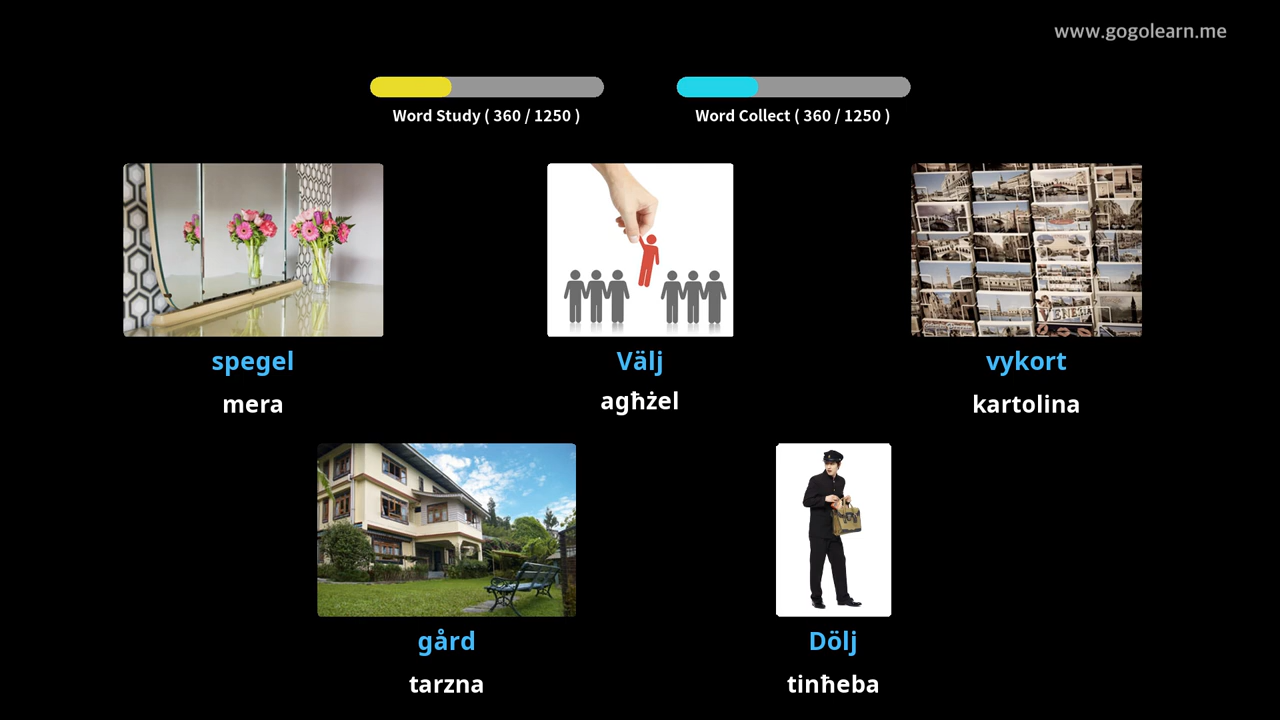 www.gogolearn.me
Word Study ( 360 / 1250 )
Word Collect ( 360 / 1250 )
spegel
mera
Välj
agħżel
vykort
kartolina
VENEZIA
gård
tarzna
Dölj
tinħeba